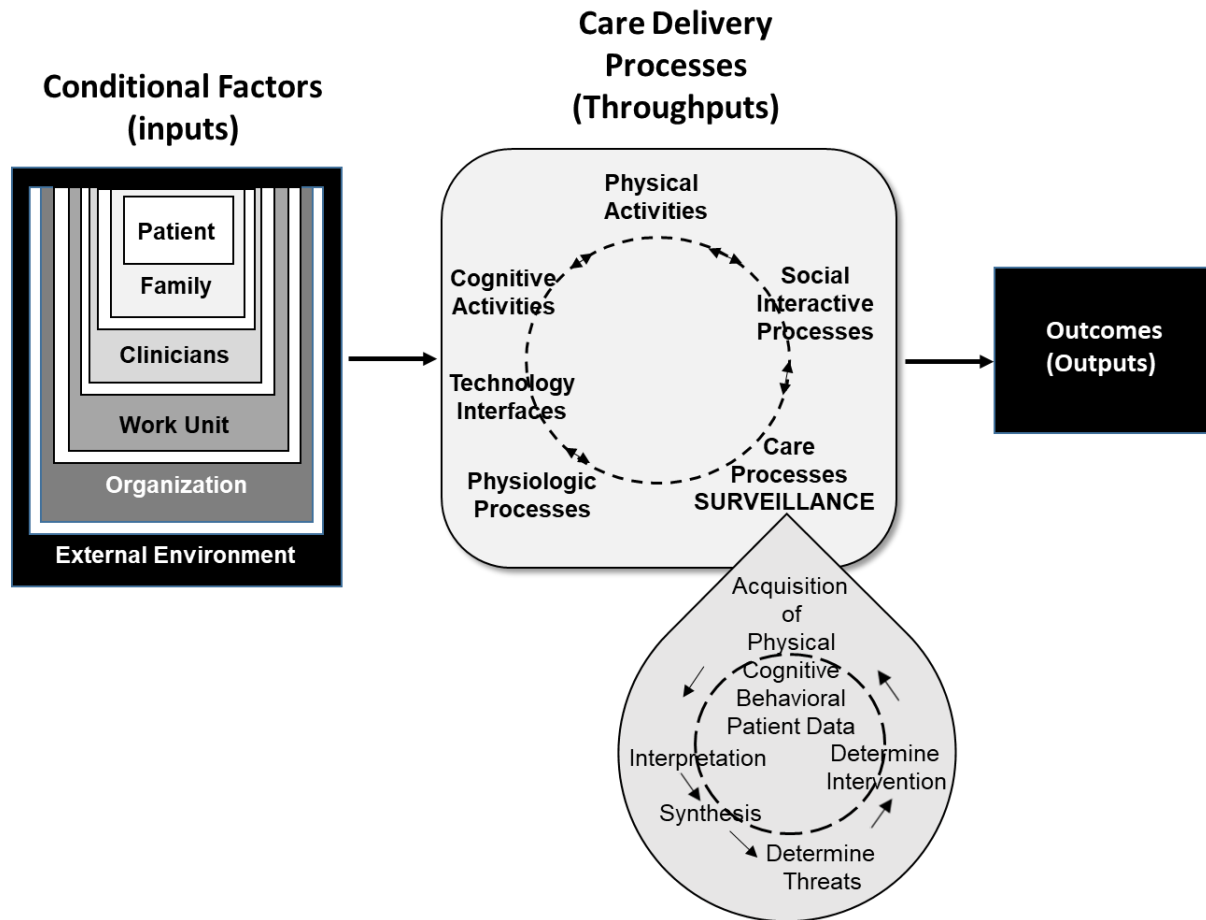 Conditional Factors
(inputs)
Patient
Family
Clinicians
Work Unit
Organization
External Environment
Care Delivery
Processes
(Throughputs)
Physical
Activities
Cognitive
Activities
Social
Interactive
Processes
Technology
Interfaces
Physiologic
Processes
Care
Processes
SURVEILLANCE
Acquisition
of
Physical
Cognitive
Behavioral
Patient Data
Interpretation
Synthesis
Determine
Threats
Determine
Intervention
Outcomes
(Outputs)